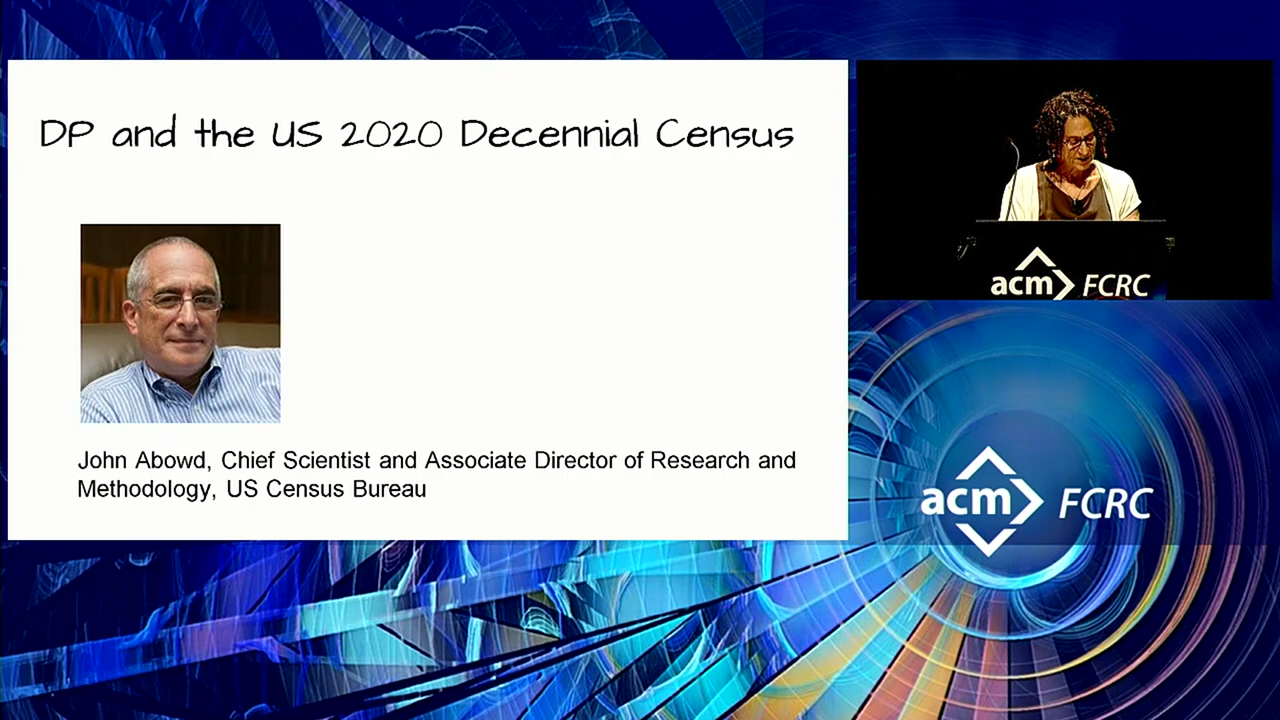 DP and the US 2020 Decennial Census
John Abowd, Chief Scientist and Associate Director of Research and
Methodology, US Census Bureau
acm FCRC
acm FCRC